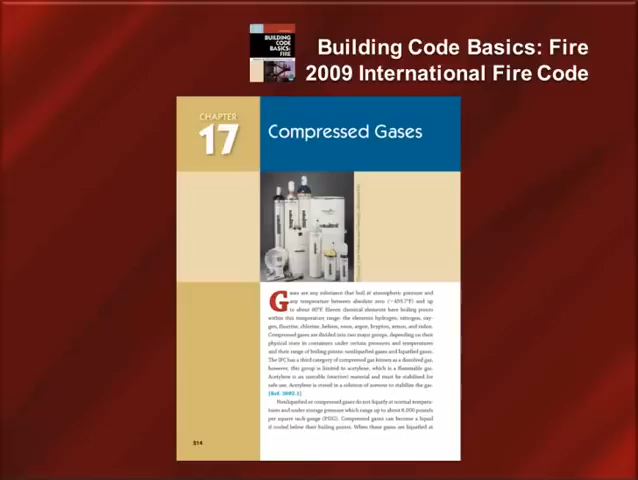 BUILDING
CODE
BASICS:
FIRE
Building Code Basics: Fire
2009 International Fire Code
CHAPTER
17
Compressed Gases
Gases are any substance that boil at atmospheric pressure and
any temperature between absolute zero (−459.7°F) and up
to about 80°F. Eleven chemical elements have boiling points
within this temperature range: the elements hydrogen, nitrogen, oxy-
gen, fluorine, chlorine, helium, neon, argon, krypton, xenon, and radon.
Compressed gases are divided into two major groups, depending on their
physical state in containers under certain pressures and temperatures
and their range of boiling points: nonliquefied gases and liquefied gases.
The IFC has a third category of compressed gas known as a dissolved gas,
however, this group is limited to acetylene, which is a flammable gas.
Acetylene is an unstable (reactive) material and must be stabilized for
safe use. Acetylene is stored in a solution of acetone to stabilize the gas.
[Ref. 3002.1]
Nonliquefied or compressed gases do not liquefy at normal tempera-
tures and under storage pressure which range up to about 6,000 pounds
per square inch gauge (PSIG). Compressed gases can become a liquid
if cooled below their boiling points. When these gases are liquefied at
214